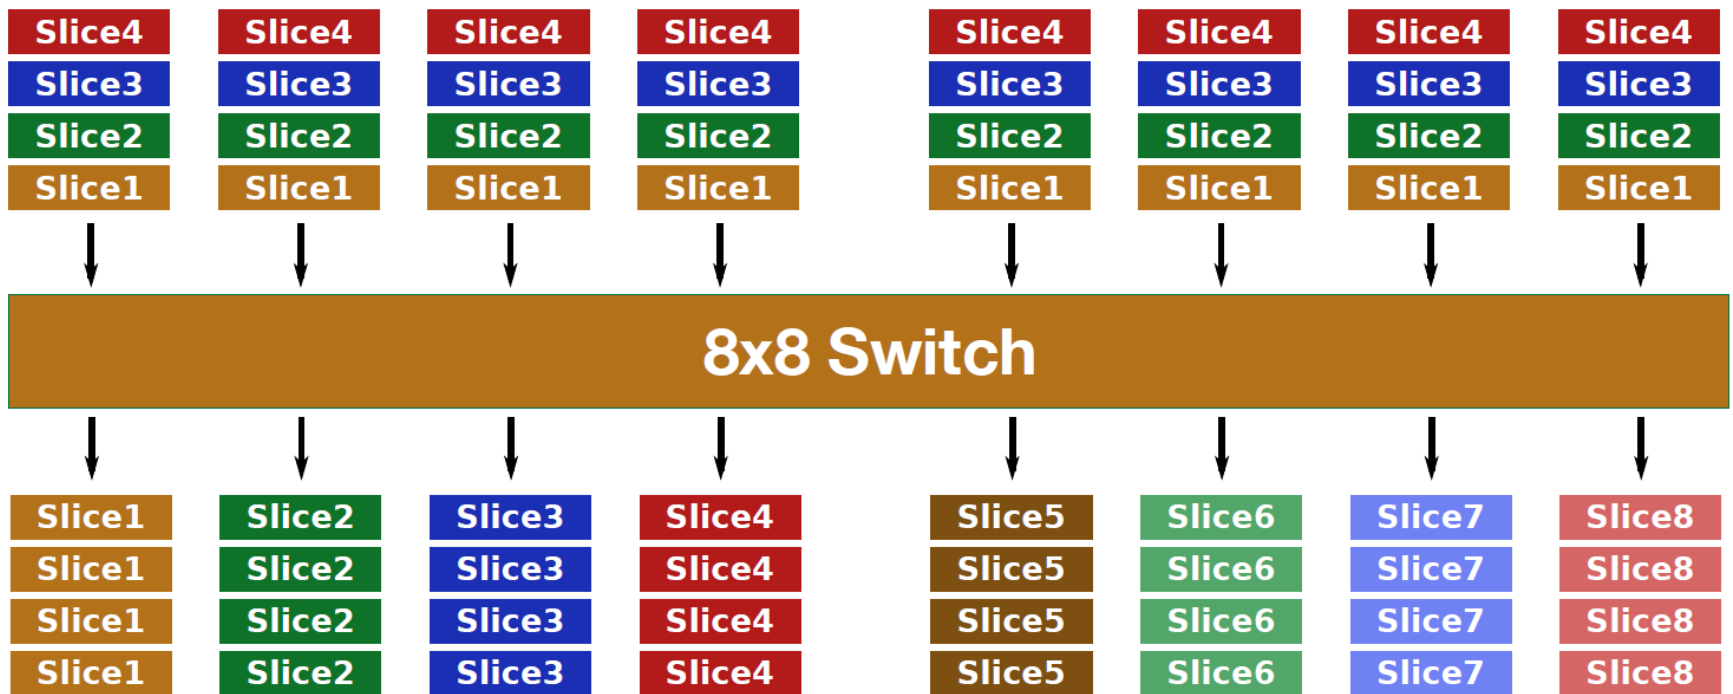 Slice4 Slice4 Slice4 Slice4 Slice4 Slice4 Slice4 Slice4
Slice3 Slice3 Slice3 Slice3 Slice3 Slice3 Slice3 Slice3
Slice2 Slice2 Slice2 Slice2 Slice2 Slice2 Slice2 Slice2
Slice1 Slice1 Slice1 Slice1 Slice1 Slice1 Slice1 Slice1
8x8 Switch
Slice1 Slice2 Slice3 Slice4 Slice5 Slice6 Slice7 Slice8
Slice1 Slice2 Slice3 Slice4 Slice5 Slice6 Slice7 Slice8
Slice1 Slice2 Slice3 Slice4 Slice5 Slice6 Slice7 Slice8
Slice1 Slice2 Slice3 Slice4 Slice5 Slice6 Slice7 Slice8